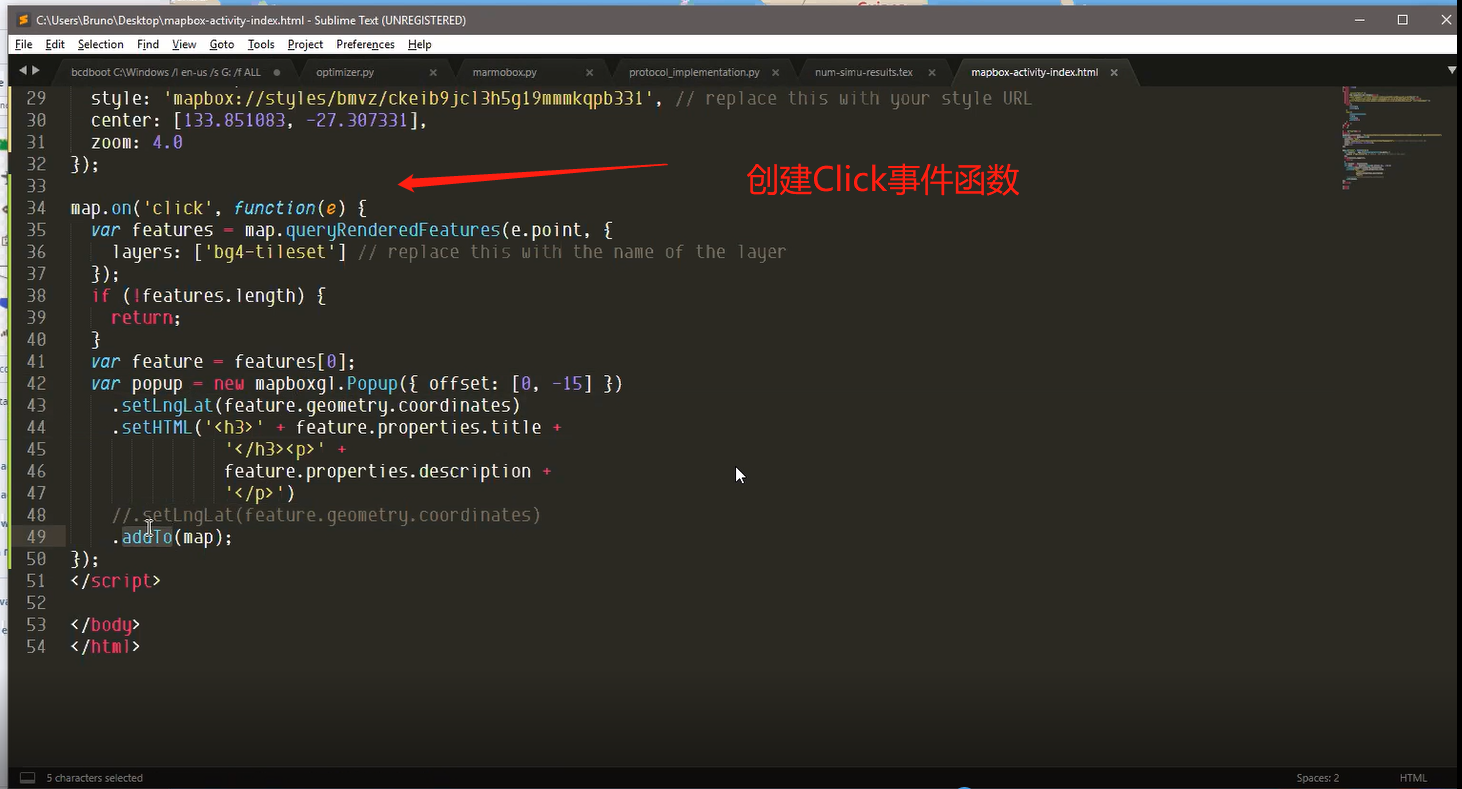 C:\Users\Bruno\Desktop\mapbox-activity-index.html - Sublime Text (UNREGISTERED)
File Edit Selection Find View Goto Tools Project Preferences Help
bcdboot C:\Windows /l en-us /s G: /f ALL optimizer.py marmobox.py protocol_implementation.py num-simu-results.tex mapbox-activity-index.html
29 style: 'mapbox://styles/bmvz/ckeib9jcl3h5g19mmmkqpb331', // replace this with your style URL
30 center: [133.851083, -27.307331],
31 zoom: 4.0
32 });
33
创建Click事件函数
34 map.on('click', function(e) {
35 var features = map.queryRenderedFeatures(e.point, {
36 layers: ['bg4-tileset'] // replace this with the name of the layer
37 });
38 if (!features.length) {
39 return;
40 }
41 var feature = features[0];
42 var popup = new mapboxgl.Popup({ offset: [0, -15] })
43 .setLngLat(feature.geometry.coordinates)
44 .setHTML('<h3>' + feature.properties.title +
45 '</h3><p>' +
46 feature.properties.description +
47 '</p>')
48 //.setLngLat(feature.geometry.coordinates)
49 .addTo(map);
50 });
51 </script>
52
53 </body>
54 </html>
5 characters selected Spaces: 2 HTML